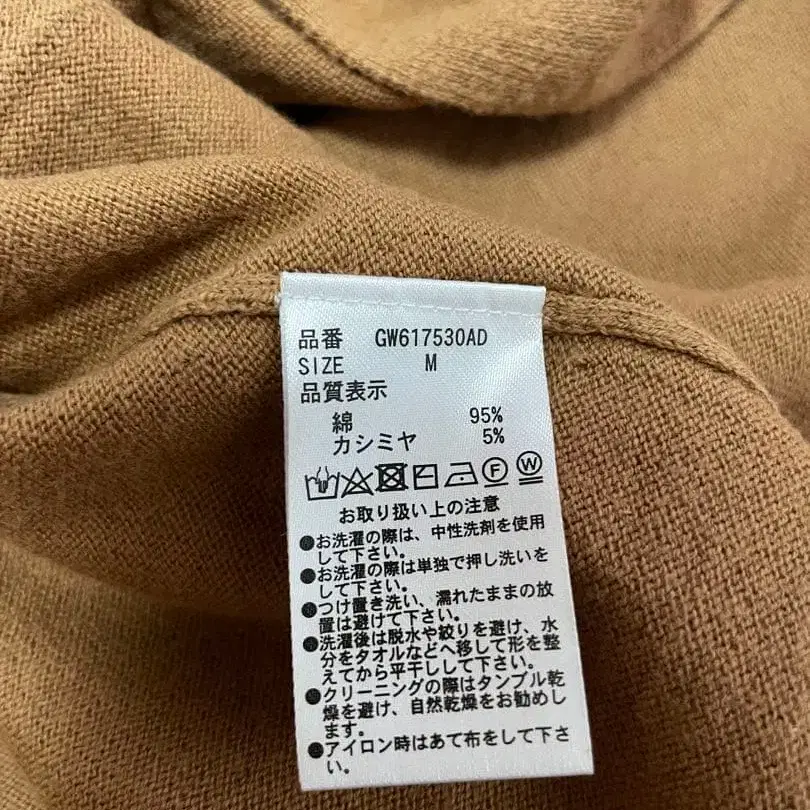 品番 GW617530AD
SIZE M
品質表示
綿 95%
カシミヤ 5%
F W
お取り扱い上の注意
●お洗濯の際は、中性洗剤を使用
して下さい。
●お洗濯の際は単独で押し洗いを
して下さい。
●つけ置き洗い、濡れたままの放
置は避けて下さい。
●洗濯後は脱水や絞りを避け、水
分をタオルなどへ移して形を整
えてから平干しして下さい。
●クリーニングの際はタンブル乾
燥を避け、自然乾燥をお勧めし
ます。
●アイロン時はあて布をして下さ
い。